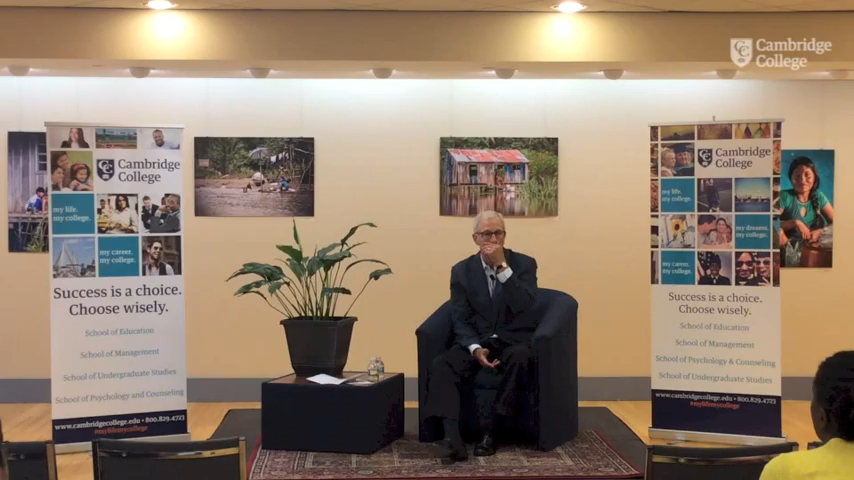 Cambridge
College
Cambridge
College
my life.
my college.
my career.
my college.
Success is a choice.
Choose wisely.
School of Education
School of Management
School of Undergraduate Studies
School of Psychology and Counseling
www.cambridgecollege.edu • 800.829.4723
#mylifemycollege
Cambridge
College
my life.
my college.
my dreams.
my college.
my career.
my college.
Success is a choice.
Choose wisely.
School of Education
School of Management
School of Psychology & Counseling
School of Undergraduate Studies
www.cambridgecollege.edu • 800.829.4723
#mylifemycollege